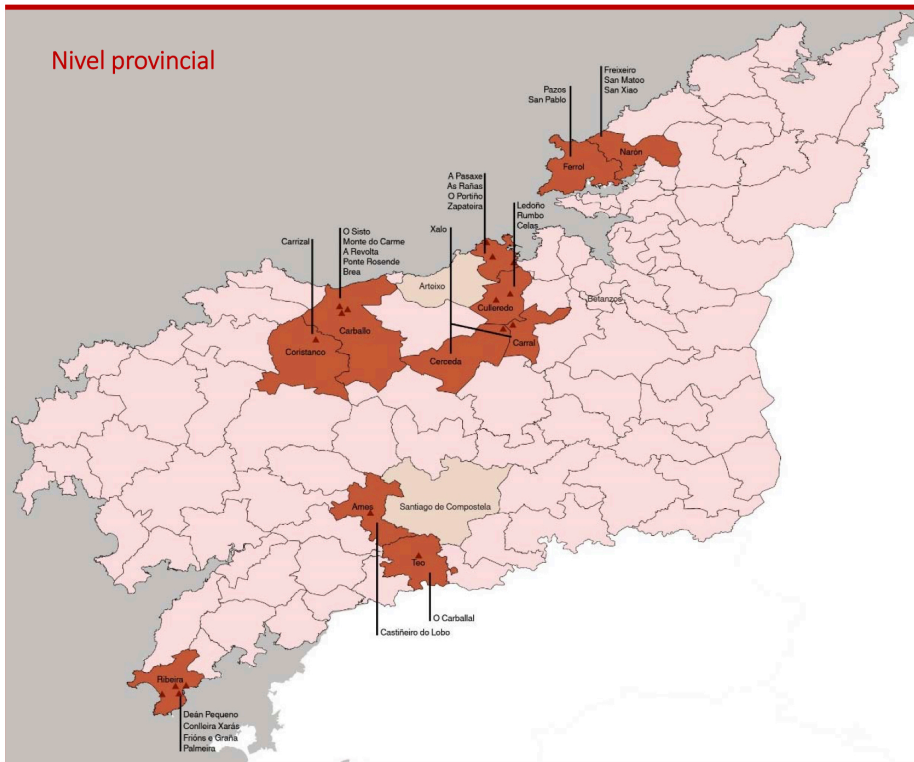 Nivel provincial
Freixeiro
San Matoo
San Xiao
Pazos
San Pablo
Narón
Ferrol
A Pasaxe
As Rañas
O Portiño
Zapateira
Ledoño
Rumbo
Celas
Xalo
O Sisto
Monte do Carme
A Revolta
Ponte Rosende
Brea
Carrizal
Arteixo
Betanzos
Culleredo
Carballo
Carral
Coristanco
Cerceda
Ames
Santiago de Compostela
Teo
O Carballal
Castiñeiro do Lobo
Ribeira
Deán Pequeno
Conlleira Xarás
Frións e Graña
Palmeira